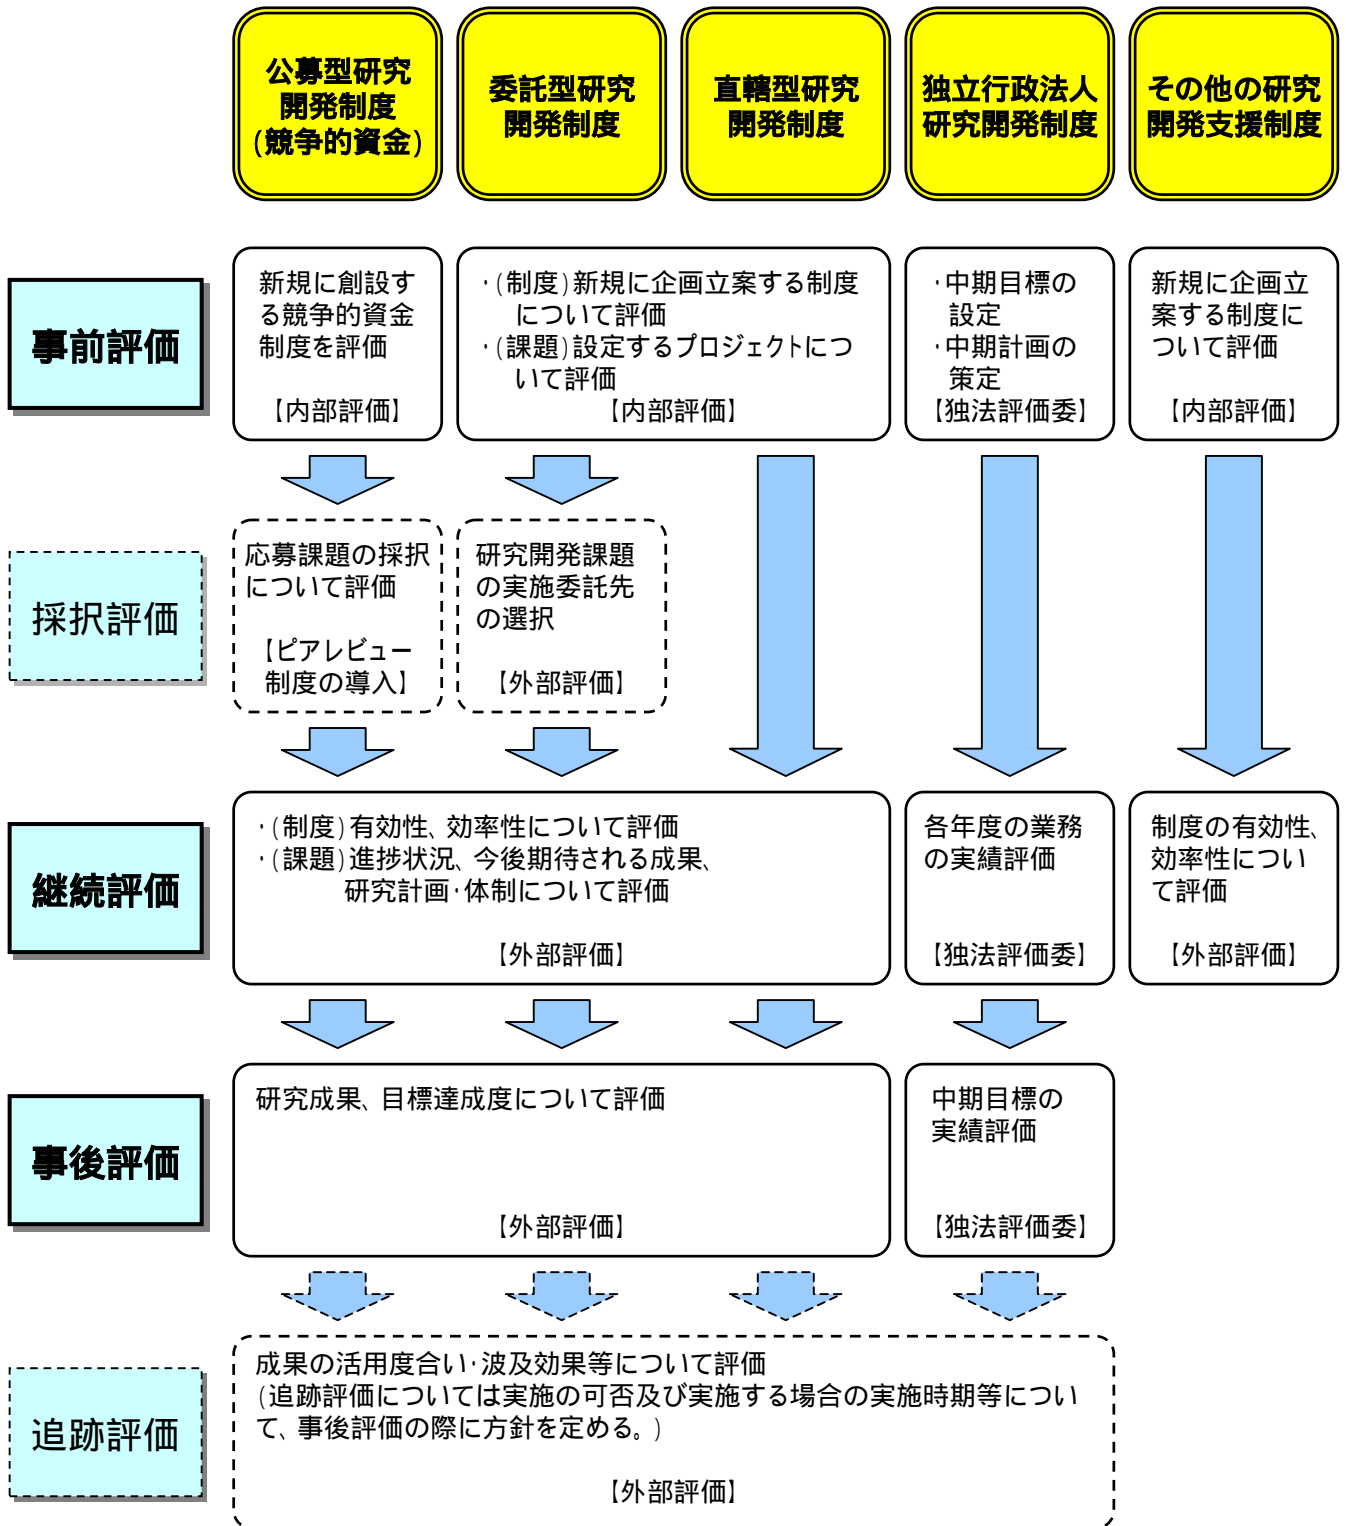 公募型研究
開発制度
(競争的資金)
委託型研究
開発制度
直轄型研究
開発制度
独立行政法人
研究開発制度
その他の研究
開発支援制度
事前評価
新規に創設す
る競争的資金
制度を評価
【内部評価】
・(制度)新規に企画立案する制度
について評価
・(課題)設定するプロジェクトにつ
いて評価
【内部評価】
・中期目標の
設定
・中期計画の
策定
【独法評価委】
新規に企画立
案する制度に
ついて評価
【内部評価】
採択評価
応募課題の採択
について評価
【ピアレビュー
制度の導入】
研究開発課題
の実施委託先
の選択
【外部評価】
継続評価
・(制度)有効性、効率性について評価
・(課題)進捗状況、今後期待される成果、
研究計画・体制について評価
【外部評価】
各年度の業務
の実績評価
【独法評価委】
制度の有効性、
効率性につい
て評価
【外部評価】
事後評価
研究成果、目標達成度について評価
【外部評価】
中期目標の
実績評価
【独法評価委】
追跡評価
成果の活用度合い・波及効果等について評価
(追跡評価については実施の可否及び実施する場合の実施時期等につい
て、事後評価の際に方針を定める。)
【外部評価】